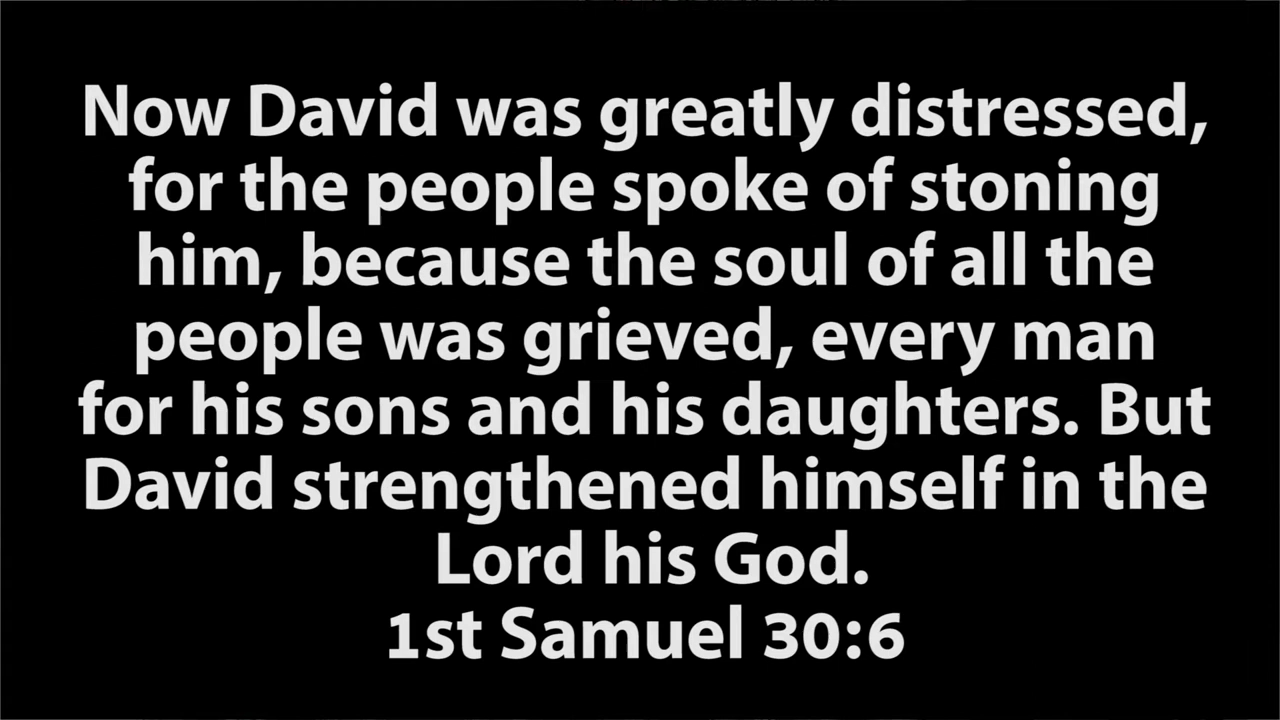 Now David was greatly distressed,
for the people spoke of stoning
him, because the soul of all the
people was grieved, every man
for his sons and his daughters. But
David strengthened himself in the
Lord his God.
1st Samuel 30:6